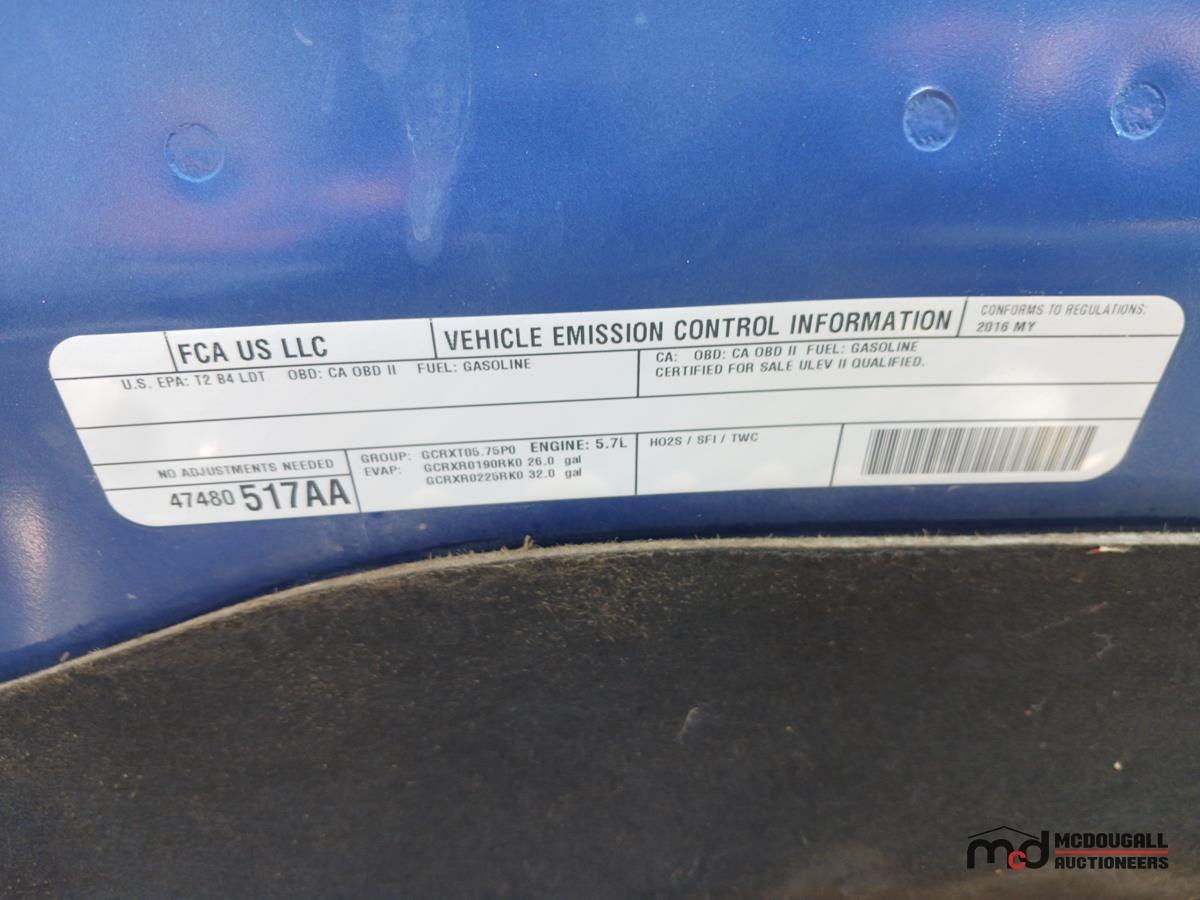 FCA US LLC
VEHICLE EMISSION CONTROL INFORMATION
CONFORMS TO REGULATIONS:
2016 MY
U.S. EPA: T2 B4 LDT OBD: CA OBD II FUEL: GASOLINE
CA: OBD: CA OBD II FUEL: GASOLINE
CERTIFIED FOR SALE ULEV II QUALIFIED.
NO ADJUSTMENTS NEEDED
47480 517AA
GROUP: GCRXT05.75P0 ENGINE: 5.7L
EVAP: GCRXR0190RK0 26.0 gal
GCRXR0225RK0 32.0 gal
HO2S / SFI / TWC
mcd MCDOUGALL
AUCTIONEERS